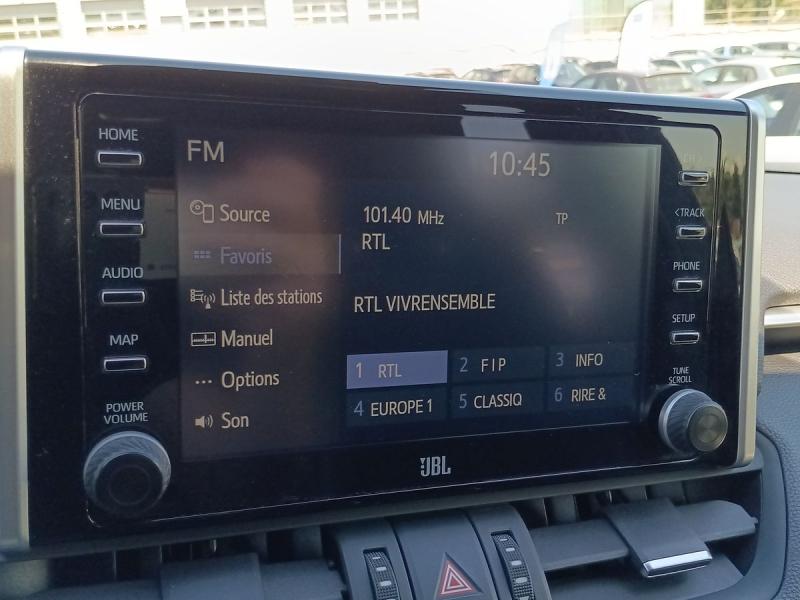 HOME
MENU
AUDIO
MAP
POWER
VOLUME
FM
10:45
Source
Favoris
Liste des stations
Manuel
Options
Son
101.40 MHz
TP
RTL
RTL VIVRENSEMBLE
1 RTL
2 FIP
3 INFO
4 EUROPE 1
5 CLASSIQ
6 RIRE &
<TRACK
PHONE
SETUP
TUNE
SCROLL
JBL